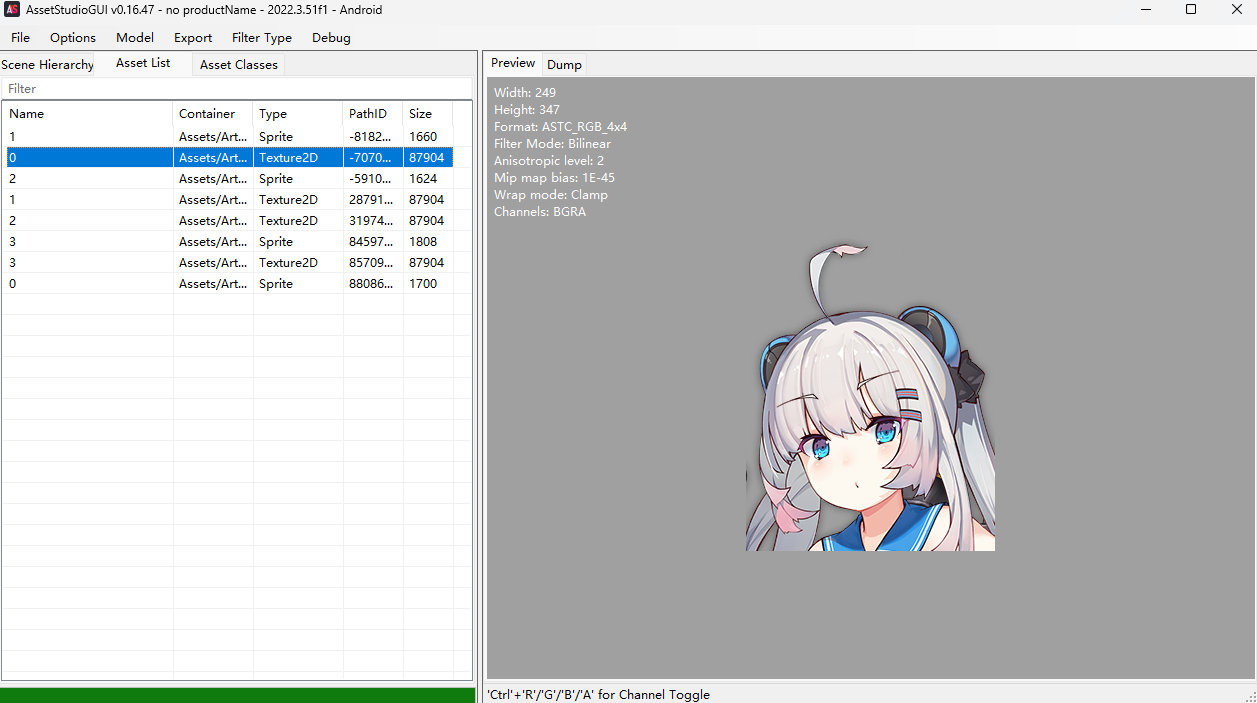 AssetStudioGUI v0.16.47 - no productName - 2022.3.51f1 - Android
File Options Model Export Filter Type Debug
Scene Hierarchy Asset List Asset Classes
Filter
Name Container Type PathID Size
1 Assets/Art... Sprite -8182... 1660
0 Assets/Art... Texture2D -7070... 87904
2 Assets/Art... Sprite -5910... 1624
1 Assets/Art... Texture2D 28791... 87904
2 Assets/Art... Texture2D 31974... 87904
3 Assets/Art... Sprite 84597... 1808
3 Assets/Art... Texture2D 85709... 87904
0 Assets/Art... Sprite 88086... 1700
Preview Dump
Width: 249
Height: 347
Format: ASTC_RGB_4x4
Filter Mode: Bilinear
Anisotropic level: 2
Mip map bias: 1E-45
Wrap mode: Clamp
Channels: BGRA
'Ctrl'+'R'/'G'/'B'/'A' for Channel Toggle